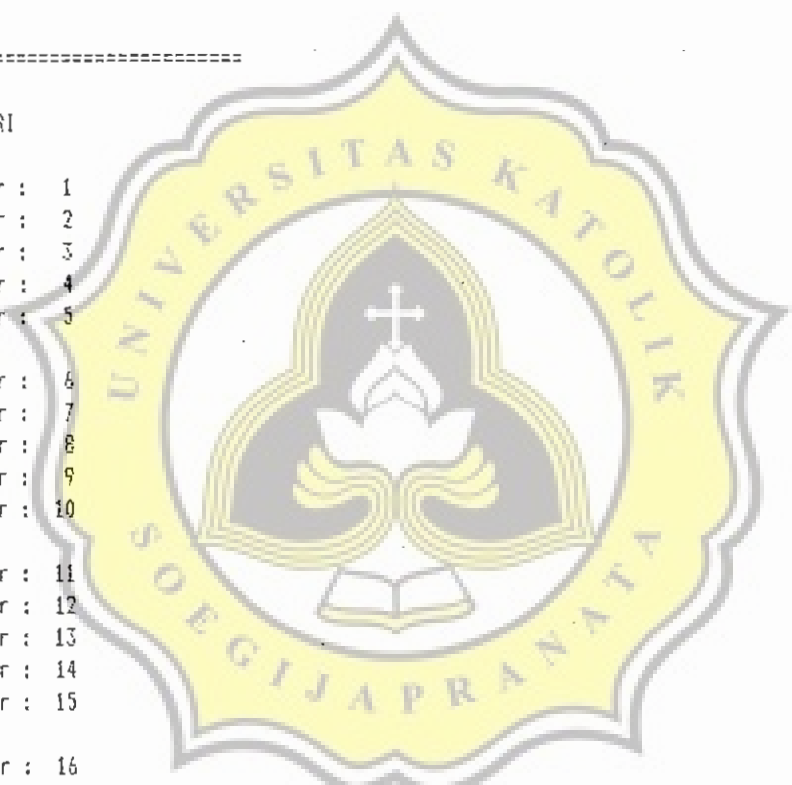 ==========================
RI
r : 1
r : 2
r : 3
r : 4
r : 5
r : 6
r : 7
r : 8
r : 9
r : 10
r : 11
r : 12
r : 13
r : 14
r : 15
r : 16
UNIVERSITAS KATOLIK
SOEGIJAPRANATA